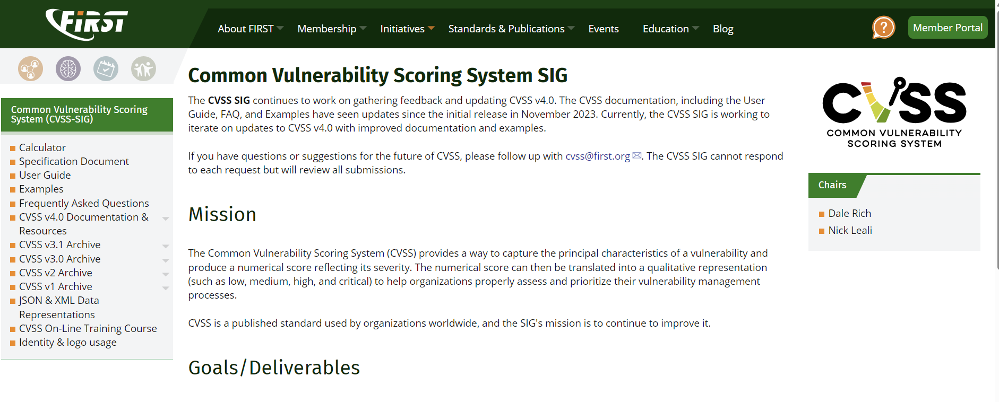 FIRST
About FIRST
Membership
Initiatives
Standards & Publications
Events
Education
Blog
?
Member Portal
Common Vulnerability Scoring
System (CVSS-SIG)
Calculator
Specification Document
User Guide
Examples
Frequently Asked Questions
CVSS v4.0 Documentation &
Resources
CVSS v3.1 Archive
CVSS v3.0 Archive
CVSS v2 Archive
CVSS v1 Archive
JSON & XML Data
Representations
CVSS On-Line Training Course
Identity & logo usage
Common Vulnerability Scoring System SIG
The CVSS SIG continues to work on gathering feedback and updating CVSS v4.0. The CVSS documentation, including the User
Guide, FAQ, and Examples have seen updates since the initial release in November 2023. Currently, the CVSS SIG is working to
iterate on updates to CVSS v4.0 with improved documentation and examples.
If you have questions or suggestions for the future of CVSS, please follow up with cvss@first.org. The CVSS SIG cannot respond
to each request but will review all submissions.
Mission
The Common Vulnerability Scoring System (CVSS) provides a way to capture the principal characteristics of a vulnerability and
produce a numerical score reflecting its severity. The numerical score can then be translated into a qualitative representation
(such as low, medium, high, and critical) to help organizations properly assess and prioritize their vulnerability management
processes.
CVSS is a published standard used by organizations worldwide, and the SIG's mission is to continue to improve it.
Goals/Deliverables
CVSS
COMMON VULNERABILITY
SCORING SYSTEM
Chairs
Dale Rich
Nick Leali